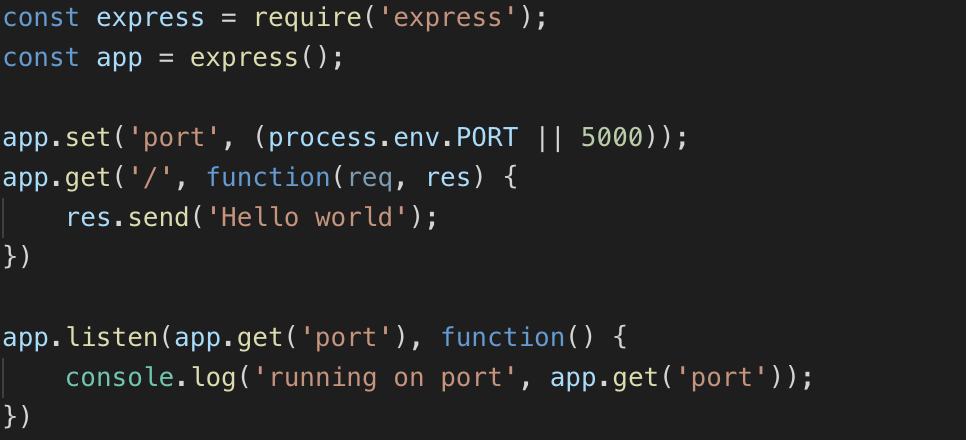 const express = require('express');
const app = express();

app.set('port', (process.env.PORT || 5000));
app.get('/', function(req, res) {
    res.send('Hello world');
})

app.listen(app.get('port'), function() {
    console.log('running on port', app.get('port'));
})